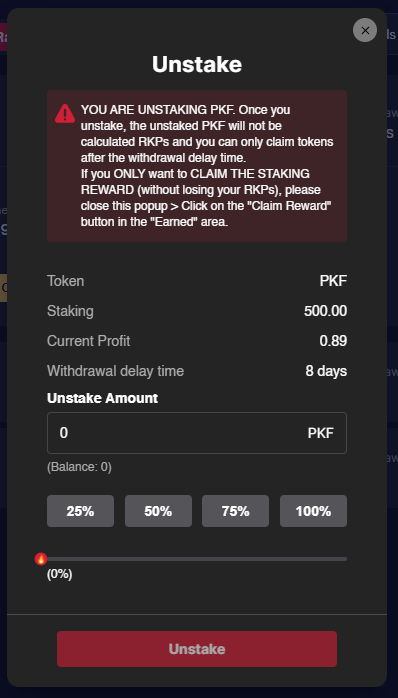 Unstake
YOU ARE UNSTAKING PKF. Once you
unstake, the unstaked PKF will not be
calculated RKPs and you can only claim tokens
after the withdrawal delay time.
If you ONLY want to CLAIM THE STAKING
REWARD (without losing your RKPs), please
close this popup > Click on the "Claim Reward"
button in the "Earned" area.
Token PKF
Staking 500.00
Current Profit 0.89
Withdrawal delay time 8 days
Unstake Amount
0 PKF
(Balance: 0)
25% 50% 75% 100%
(0%)
Unstake